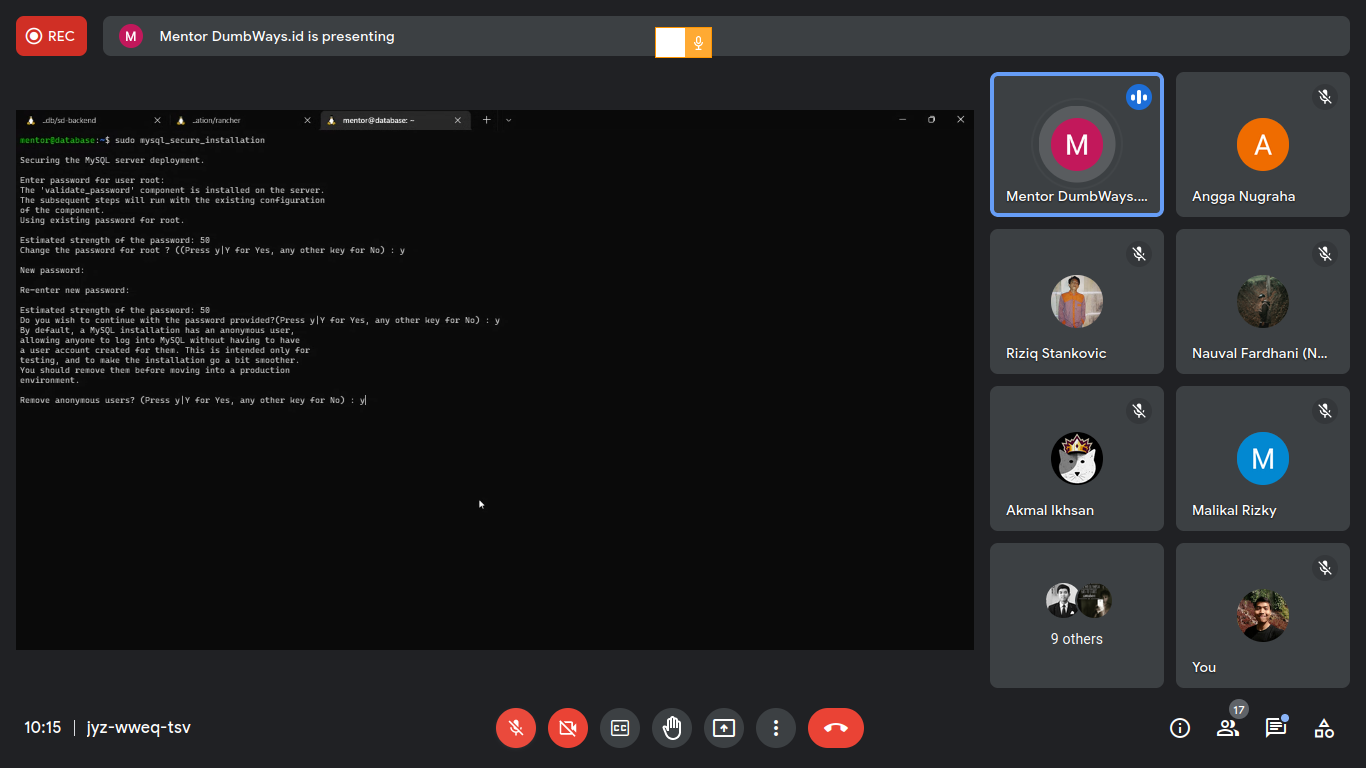 REC
M
Mentor DumbWays.id is presenting
..db/sd-backend
..ation/rancher
mentor@database: ~
mentor@database:~$ sudo mysql_secure_installation
Securing the MySQL server deployment.
Enter password for user root:
The 'validate_password' component is installed on the server.
The subsequent steps will run with the existing configuration
of the component.
Using existing password for root.
Estimated strength of the password: 50
Change the password for root ? ((Press y|Y for Yes, any other key for No) : y
New password:
Re-enter new password:
Estimated strength of the password: 50
Do you wish to continue with the password provided?(Press y|Y for Yes, any other key for No) : y
By default, a MySQL installation has an anonymous user,
allowing anyone to log into MySQL without having to have
a user account created for them. This is intended only for
testing, and to make the installation go a bit smoother.
You should remove them before moving into a production
environment.
Remove anonymous users? (Press y|Y for Yes, any other key for No) : y
M
Mentor DumbWays....
A
Angga Nugraha
Riziq Stankovic
Nauval Fardhani (N...
Akmal Ikhsan
M
Malikal Rizky
9 others
You
10:15 | jyz-wweq-tsv
CC
17